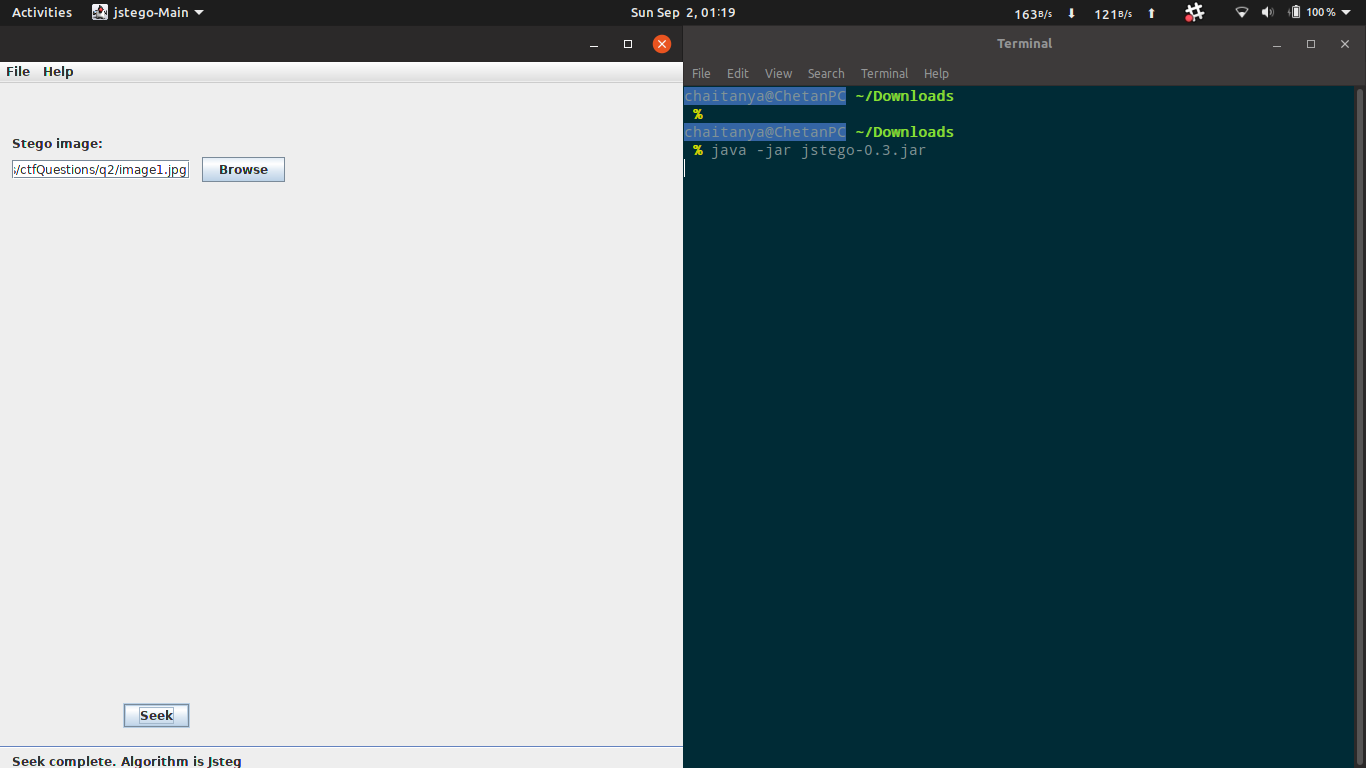 Activities jstego-Main Sun Sep 2, 01:19 163B/s 121B/s 100%
File Help
Stego image:
s/ctfQuestions/q2/image1.jpg Browse
Seek
Seek complete. Algorithm is Jsteg
Terminal
File Edit View Search Terminal Help
chaitanya@ChetanPC ~/Downloads
%
chaitanya@ChetanPC ~/Downloads
% java -jar jstego-0.3.jar